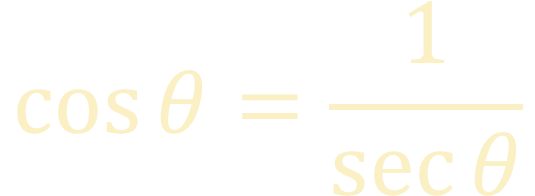 cos θ = 1 / sec θ